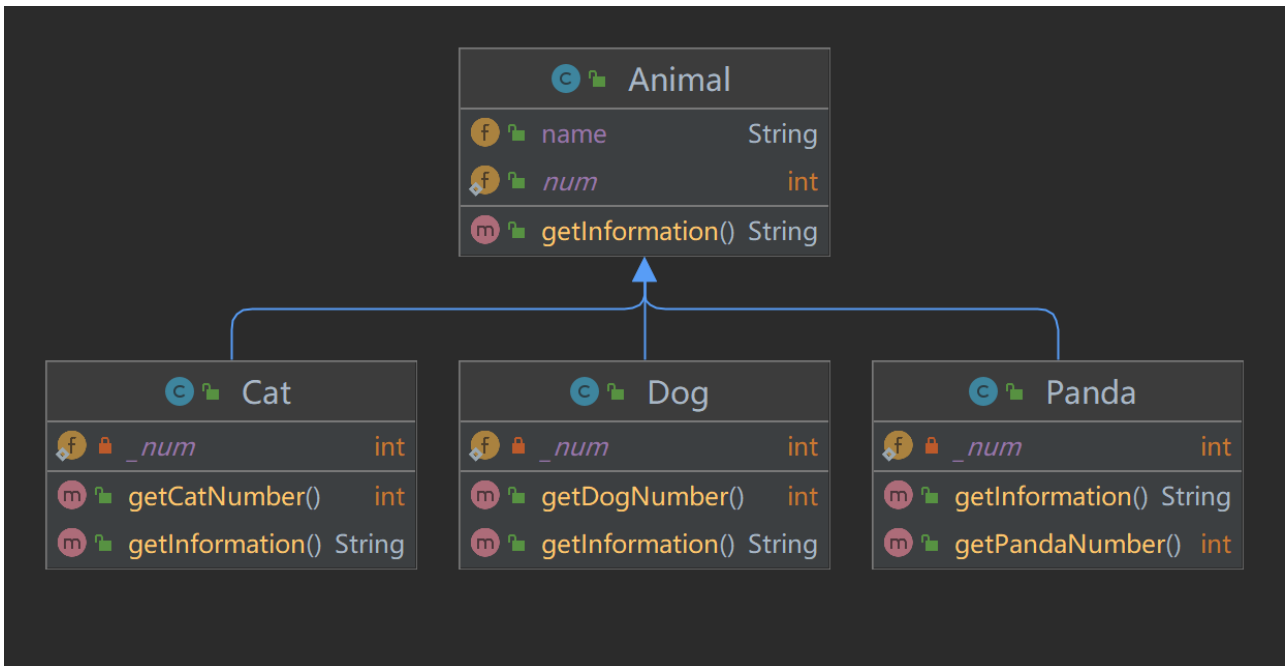 Animal
name String
num int
getInformation() String
Cat
_num int
getCatNumber() int
getInformation() String
Dog
_num int
getDogNumber() int
getInformation() String
Panda
_num int
getInformation() String
getPandaNumber() int